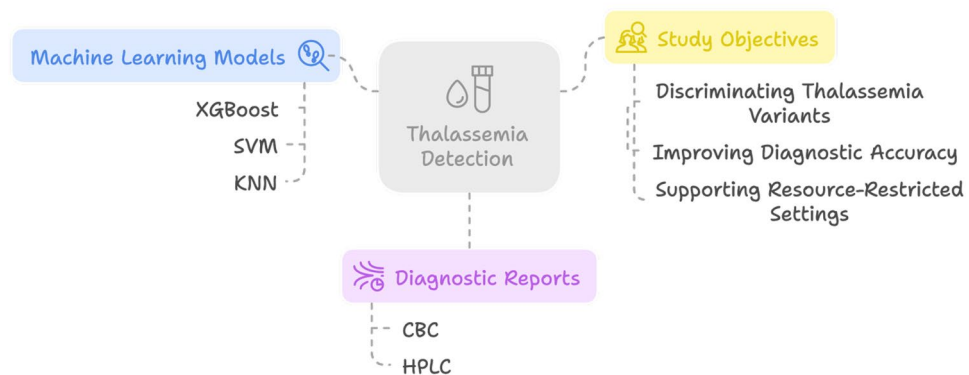 Machine Learning Models
XGBoost
SVM
KNN
Thalassemia
Detection
Study Objectives
Discriminating Thalassemia
Variants
Improving Diagnostic Accuracy
Supporting Resource-Restricted
Settings
Diagnostic Reports
CBC
HPLC